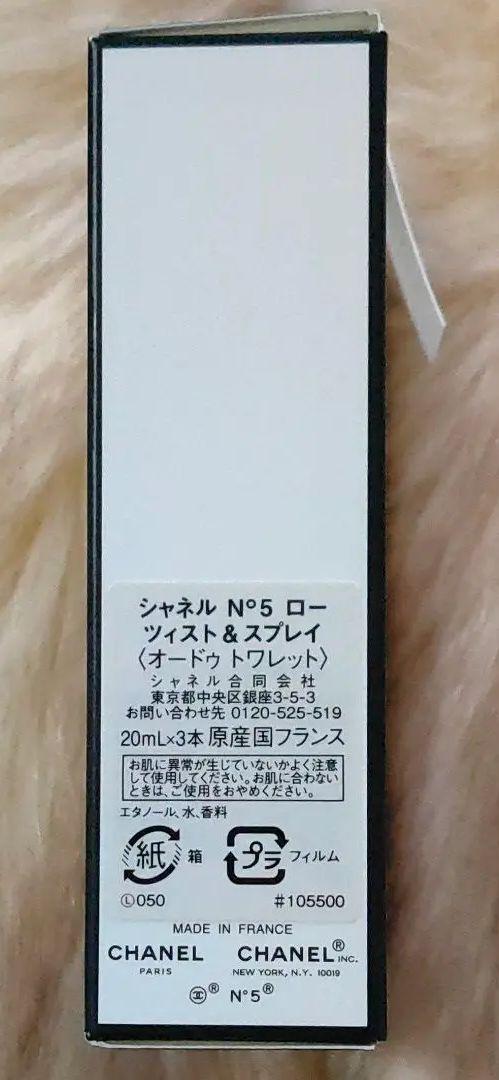 シャネル N°5 ロー
ツィスト＆スプレイ
〈オードゥ トワレット〉
シャネル合同会社
東京都中央区銀座3-5-3
お問い合わせ先 0120-525-519
20mL×3本 原産国フランス
お肌に異常が生じていないかよく注意
して使用してください。お肌に合わない
ときは、ご使用をおやめください。
エタノール、水、香料
紙 箱 プラ フィルム
Ⓛ050 #105500
MADE IN FRANCE
CHANEL CHANEL® INC.
PARIS NEW YORK, N.Y. 10019
® N°5®